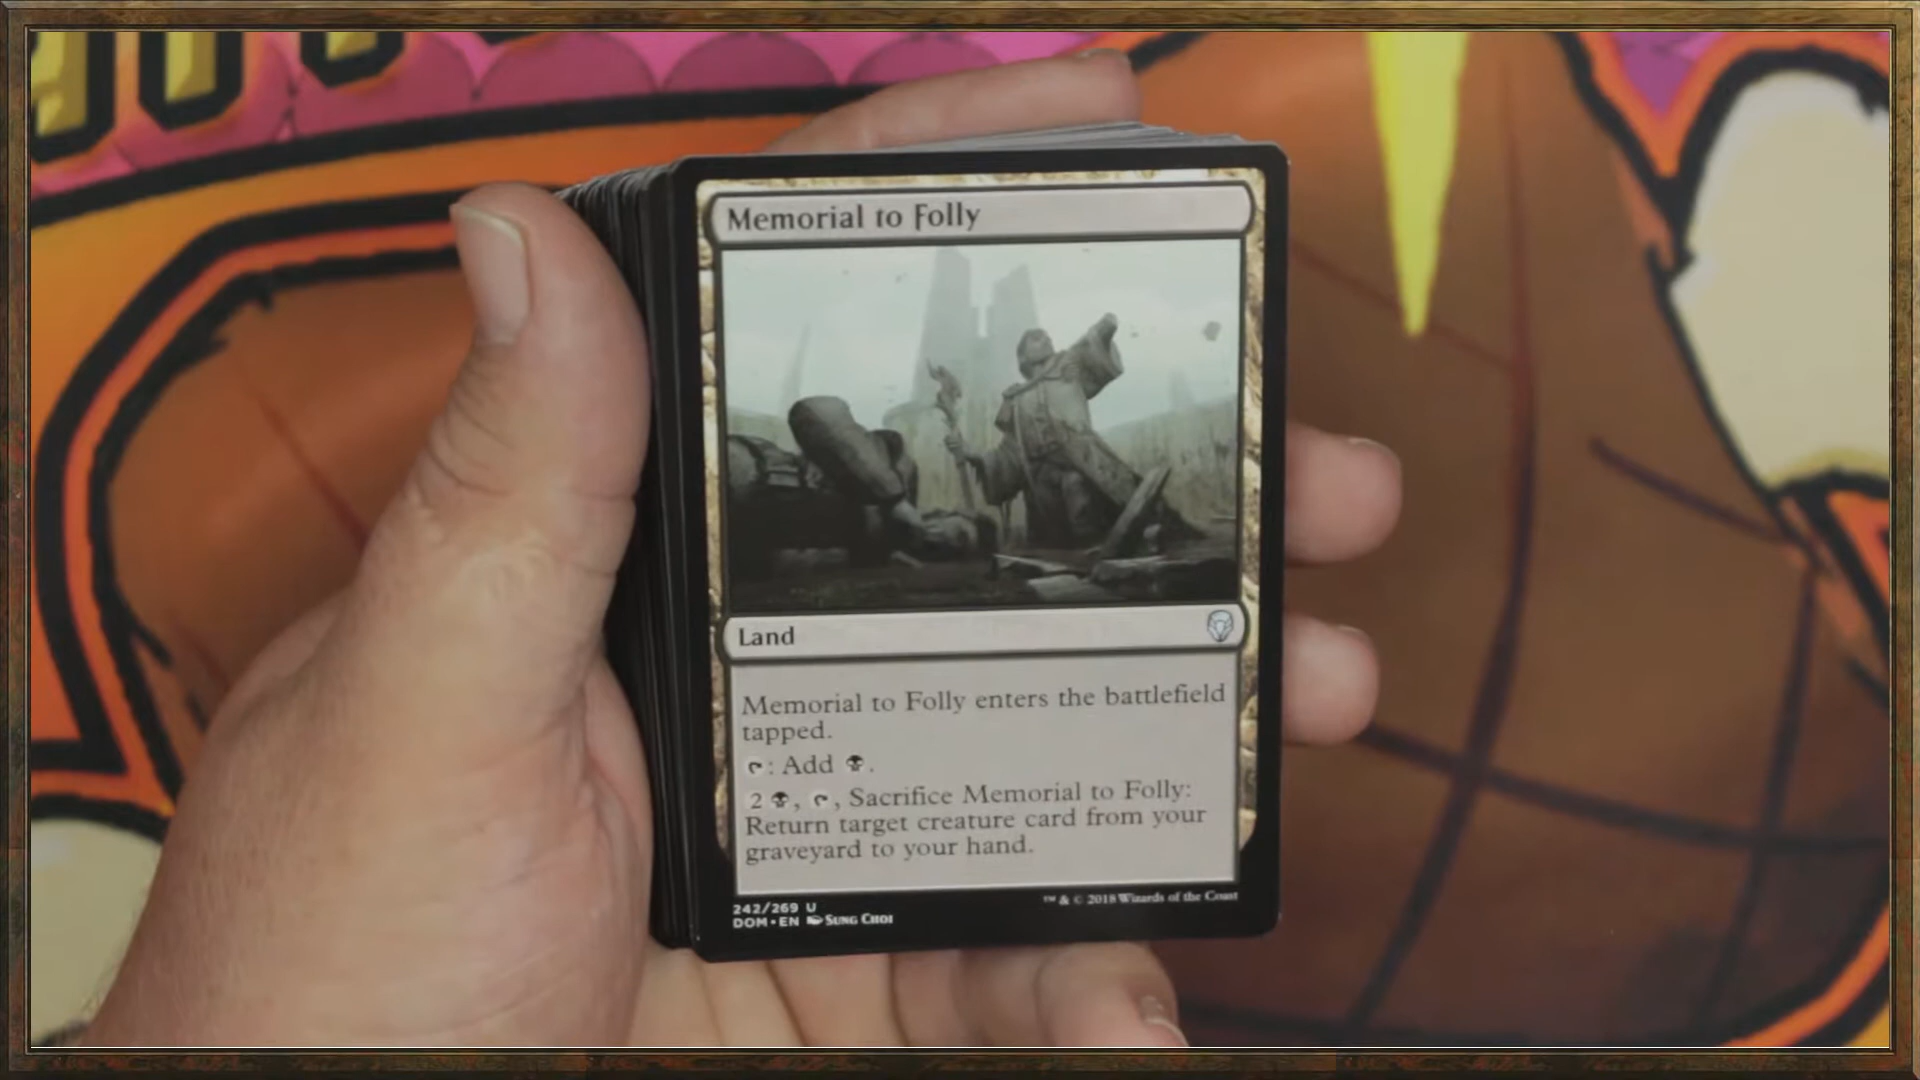 Memorial to Folly
Land
Memorial to Folly enters the battlefield
tapped.
: Add .
2 , , Sacrifice Memorial to Folly:
Return target creature card from your
graveyard to your hand.
242/269 U
DOM • EN Sung Choi
™ & © 2018 Wizards of the Coast